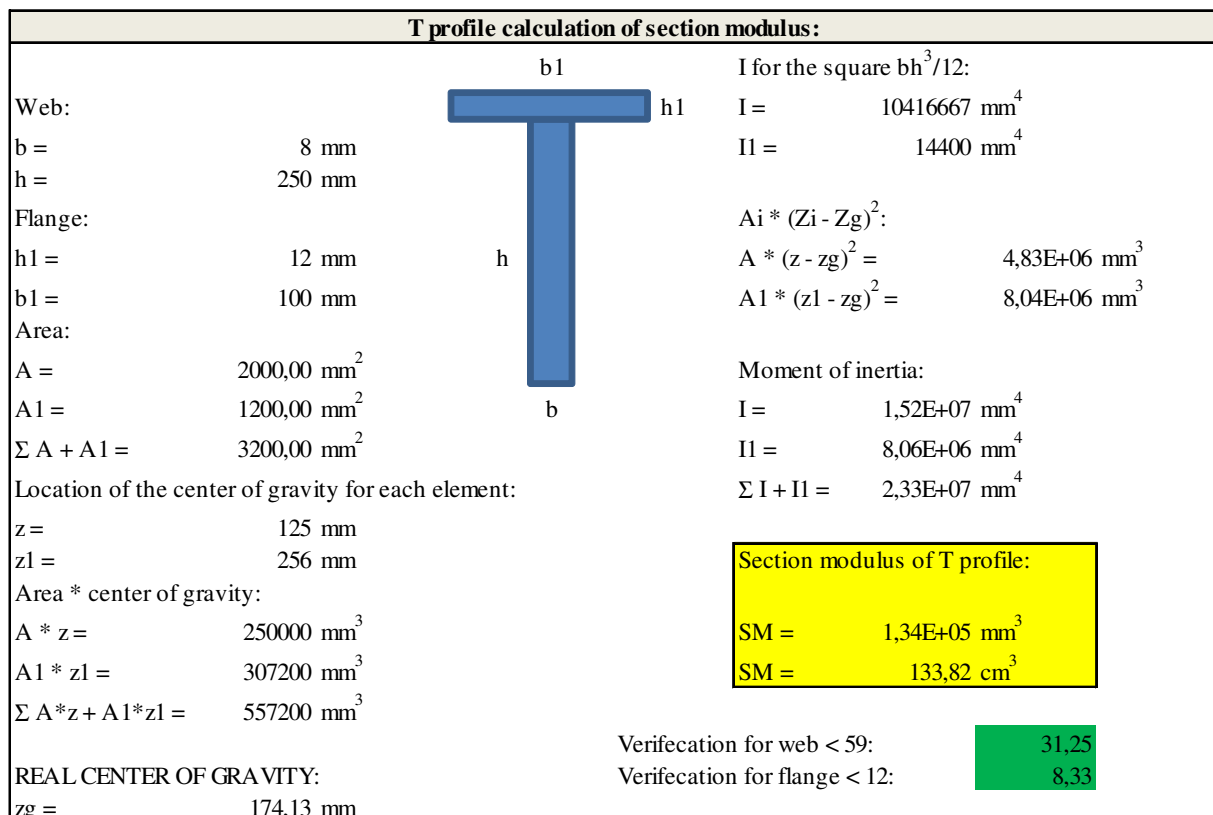 T profile calculation of section modulus:
b1 I for the square bh³/12:
Web: h1 I = 10416667 mm⁴
b = 8 mm I1 = 14400 mm⁴
h = 250 mm
Flange: Ai * (Zi - Zg)²:
h1 = 12 mm h A * (z - zg)² = 4,83E+06 mm³
b1 = 100 mm A1 * (z1 - zg)² = 8,04E+06 mm³
Area:
A = 2000,00 mm² Moment of inertia:
A1 = 1200,00 mm² b I = 1,52E+07 mm⁴
Σ A + A1 = 3200,00 mm² I1 = 8,06E+06 mm⁴
Location of the center of gravity for each element: Σ I + I1 = 2,33E+07 mm⁴
z = 125 mm
z1 = 256 mm Section modulus of T profile:
Area * center of gravity:
A * z = 250000 mm³ SM = 1,34E+05 mm³
A1 * z1 = 307200 mm³ SM = 133,82 cm³
Σ A*z + A1*z1 = 557200 mm³
Verifecation for web < 59: 31,25
REAL CENTER OF GRAVITY: Verifecation for flange < 12: 8,33
zg = 174,13 mm